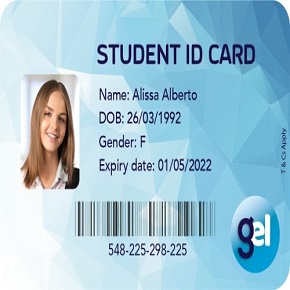 STUDENT ID CARD
Name: Alissa Alberto
DOB: 26/03/1992
Gender: F
Expiry date: 01/05/2022
T & Cs Apply
gel
548-225-298-225